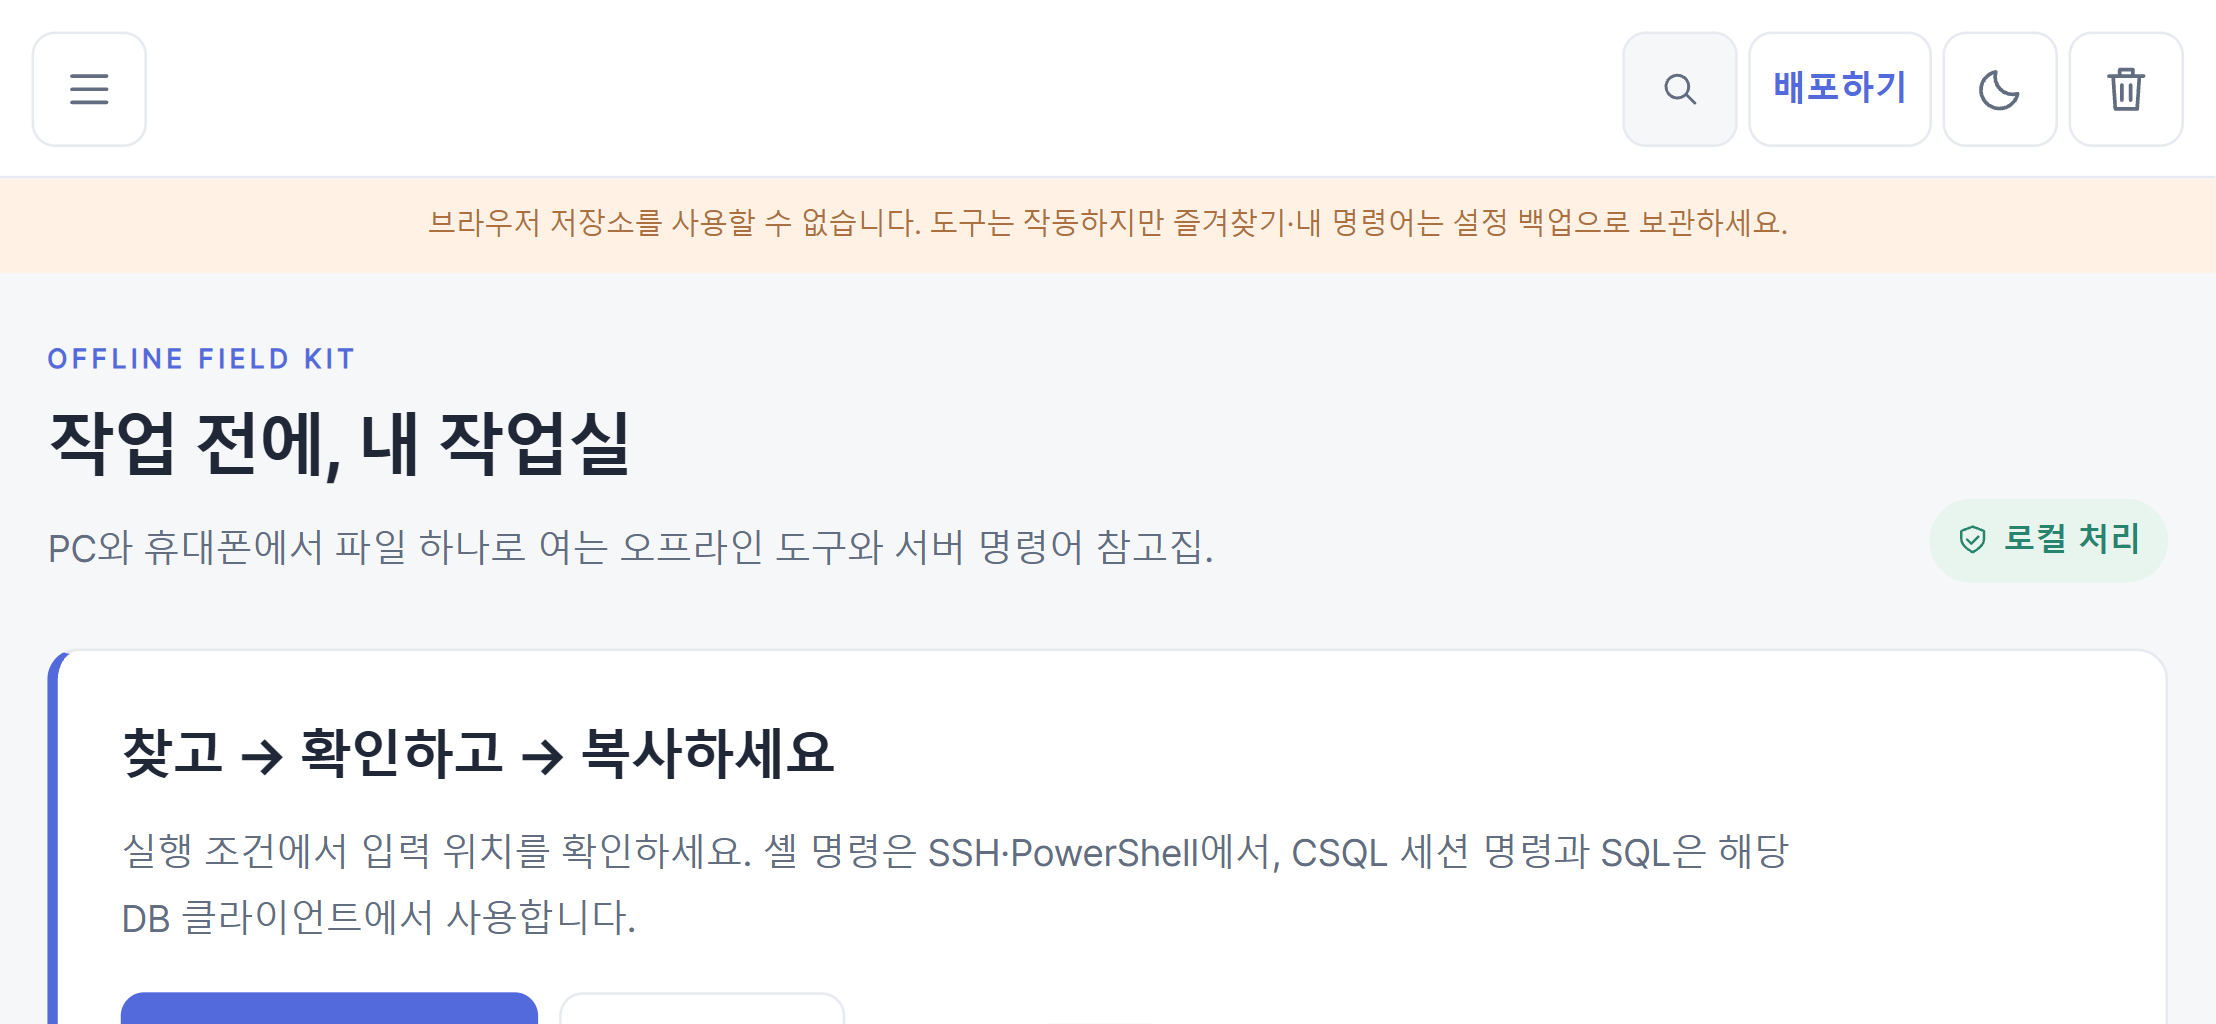 배포하기
브라우저 저장소를 사용할 수 없습니다. 도구는 작동하지만 즐겨찾기·내 명령어는 설정 백업으로 보관하세요.
OFFLINE FIELD KIT
작업 전에, 내 작업실
PC와 휴대폰에서 파일 하나로 여는 오프라인 도구와 서버 명령어 참고집.
로컬 처리
찾고 → 확인하고 → 복사하세요
실행 조건에서 입력 위치를 확인하세요. 셸 명령은 SSH·PowerShell에서, CSQL 세션 명령과 SQL은 해당
DB 클라이언트에서 사용합니다.